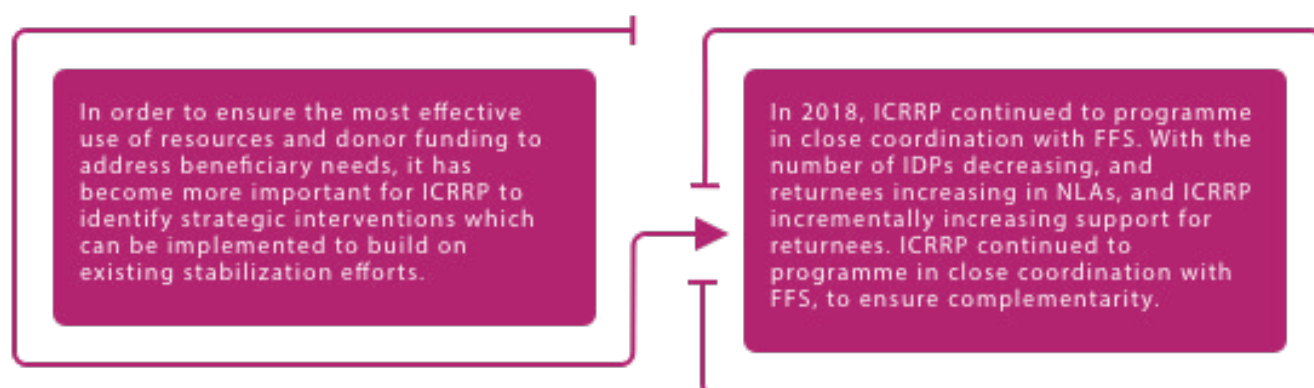 In order to ensure the most effective
use of resources and donor funding to
address beneficiary needs, it has
become more important for ICRRP to
identify strategic interventions which
can be implemented to build on
existing stabilization efforts.
In 2018, ICRRP continued to programme
in close coordination with FFS. With the
number of IDPs decreasing, and
returnees increasing in NLAs, and ICRRP
incrementally increasing support for
returnees. ICRRP continued to
programme in close coordination with
FFS, to ensure complementarity.